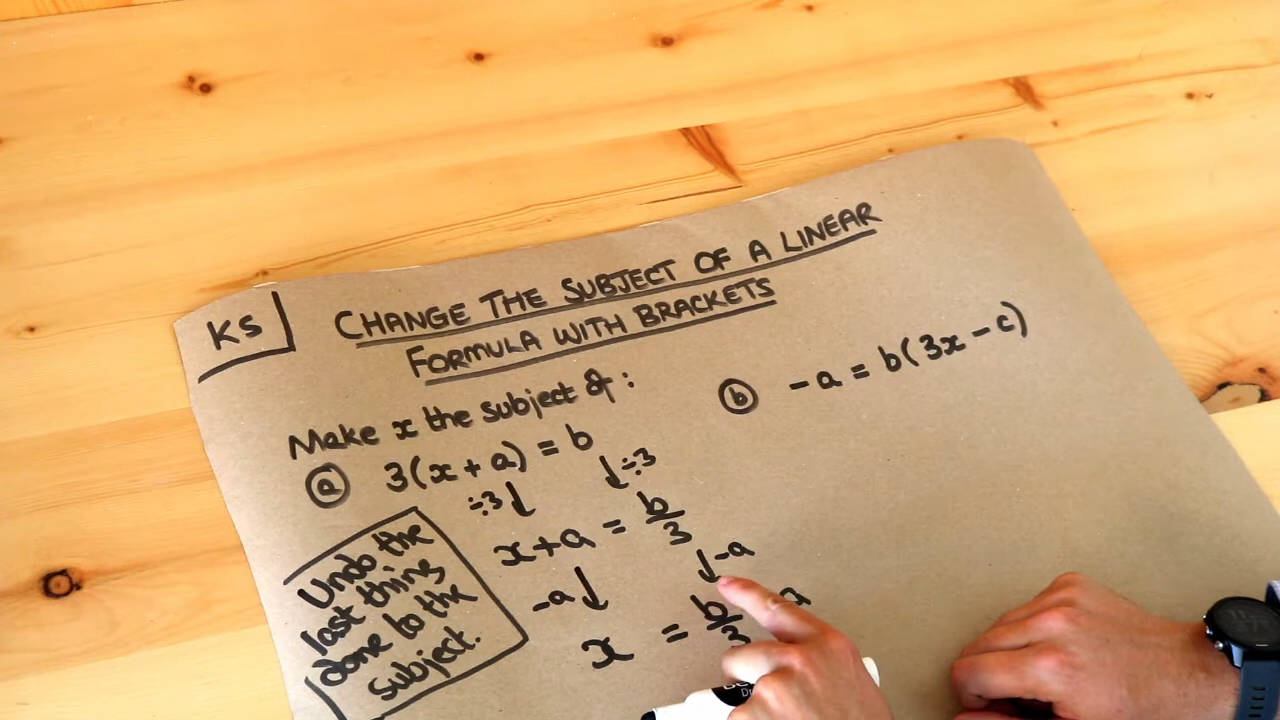 KS
CHANGE THE SUBJECT OF A LINEAR
FORMULA WITH BRACKETS
Make x the subject of:
ⓐ 3(x + a) = b
÷3↓ ↓÷3
x+a = b/3
-a↓ ↓-a
x = b/3
Undo the
last thing
done to the
subject.
ⓑ -a = b(3x - c)